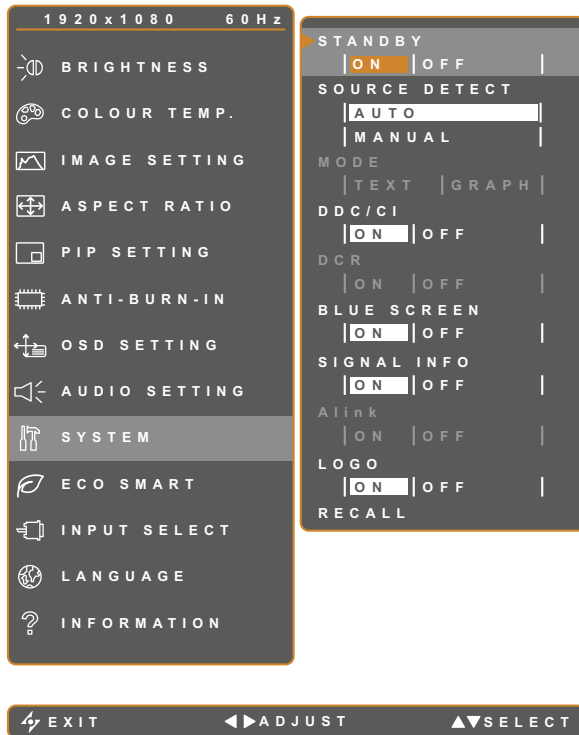 1920x1080 60Hz
BRIGHTNESS
COLOUR TEMP.
IMAGE SETTING
ASPECT RATIO
PIP SETTING
ANTI-BURN-IN
OSD SETTING
AUDIO SETTING
SYSTEM
ECO SMART
INPUT SELECT
LANGUAGE
INFORMATION
STANDBY
ON OFF
SOURCE DETECT
AUTO
MANUAL
MODE
TEXT GRAPH
DDC/CI
ON OFF
DCR
ON OFF
BLUE SCREEN
ON OFF
SIGNAL INFO
ON OFF
Alink
ON OFF
LOGO
ON OFF
RECALL
EXIT ADJUST SELECT